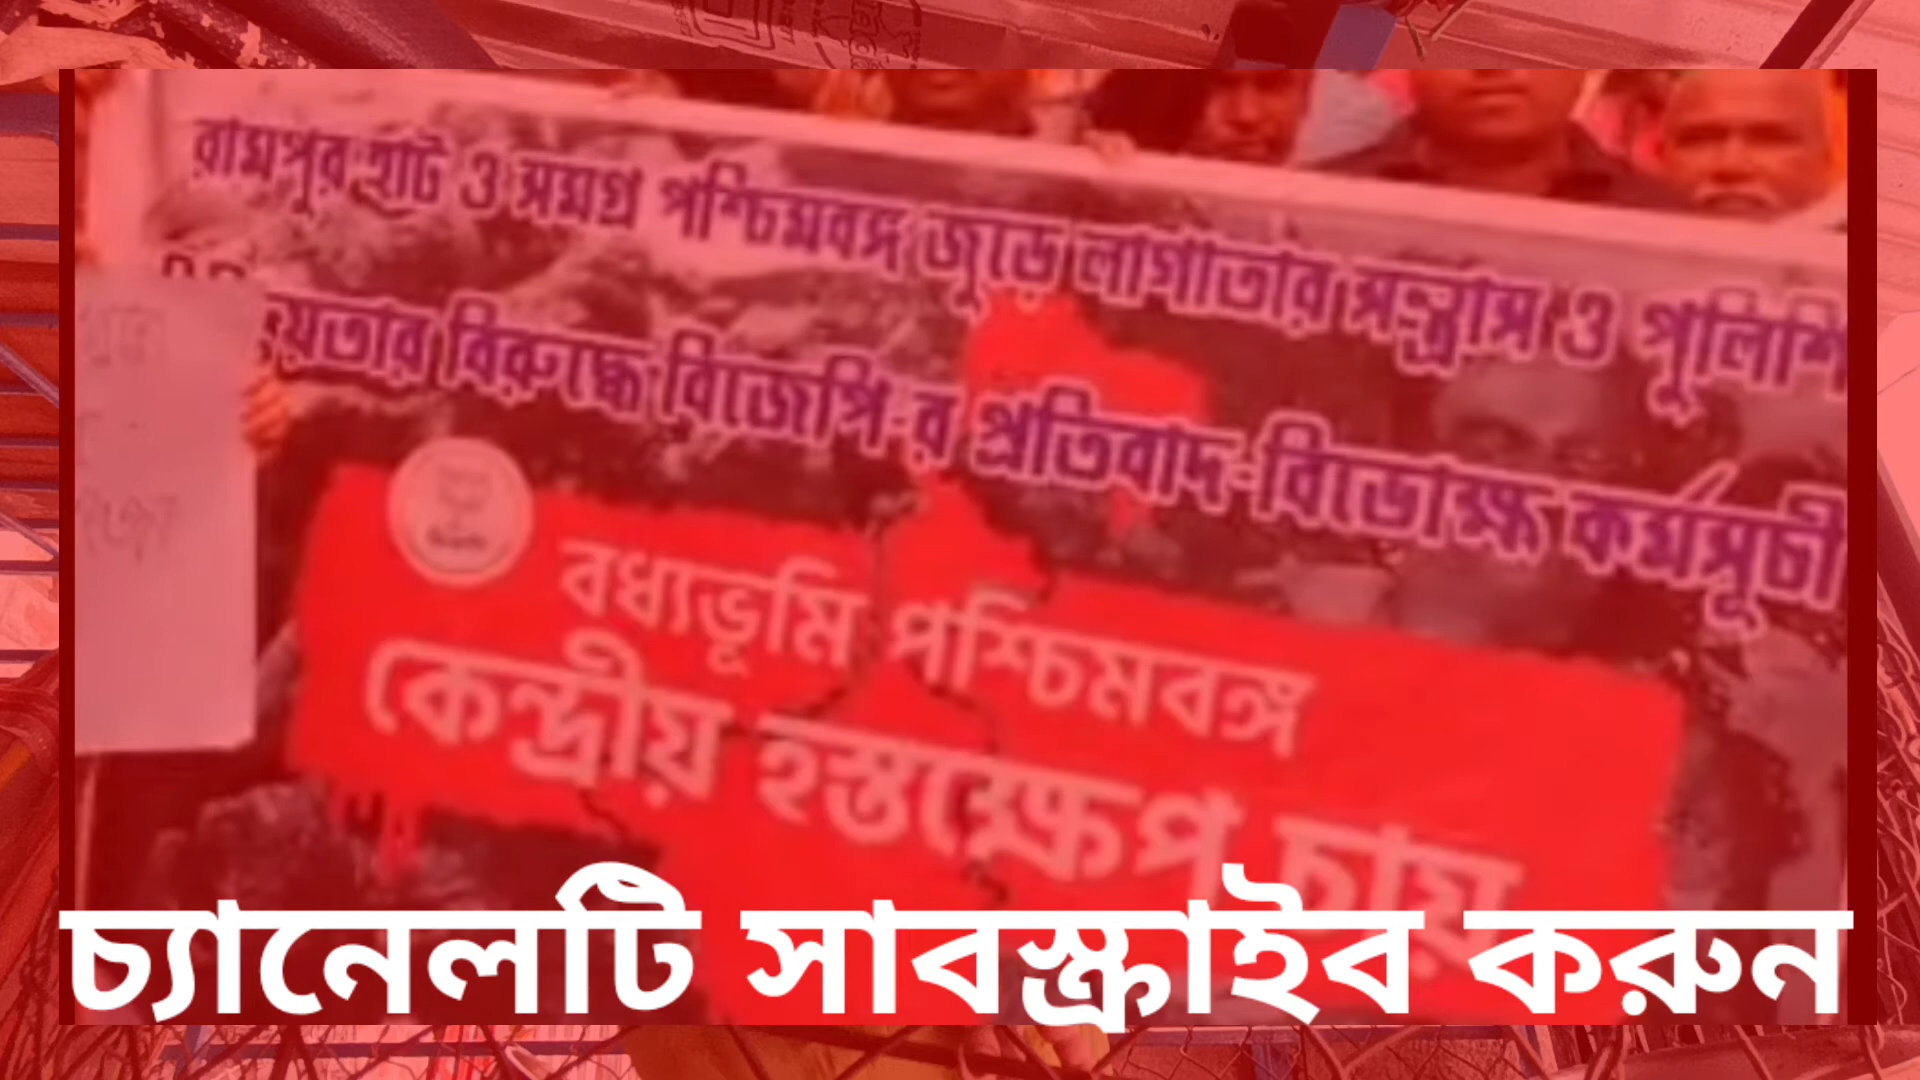 রামপুরহাট ও সমগ্র পশ্চিমবঙ্গ জুড়ে লাগাতার সন্ত্রাস ও পুলিশি
বিরুদ্ধে বিজেপি-র প্রতিবাদ-বিক্ষোভ কর্মসূচী
বধ্যভূমি পশ্চিমবঙ্গ
কেন্দ্রীয় হস্তক্ষেপ চায়
চ্যানেলটি সাবস্ক্রাইব করুন